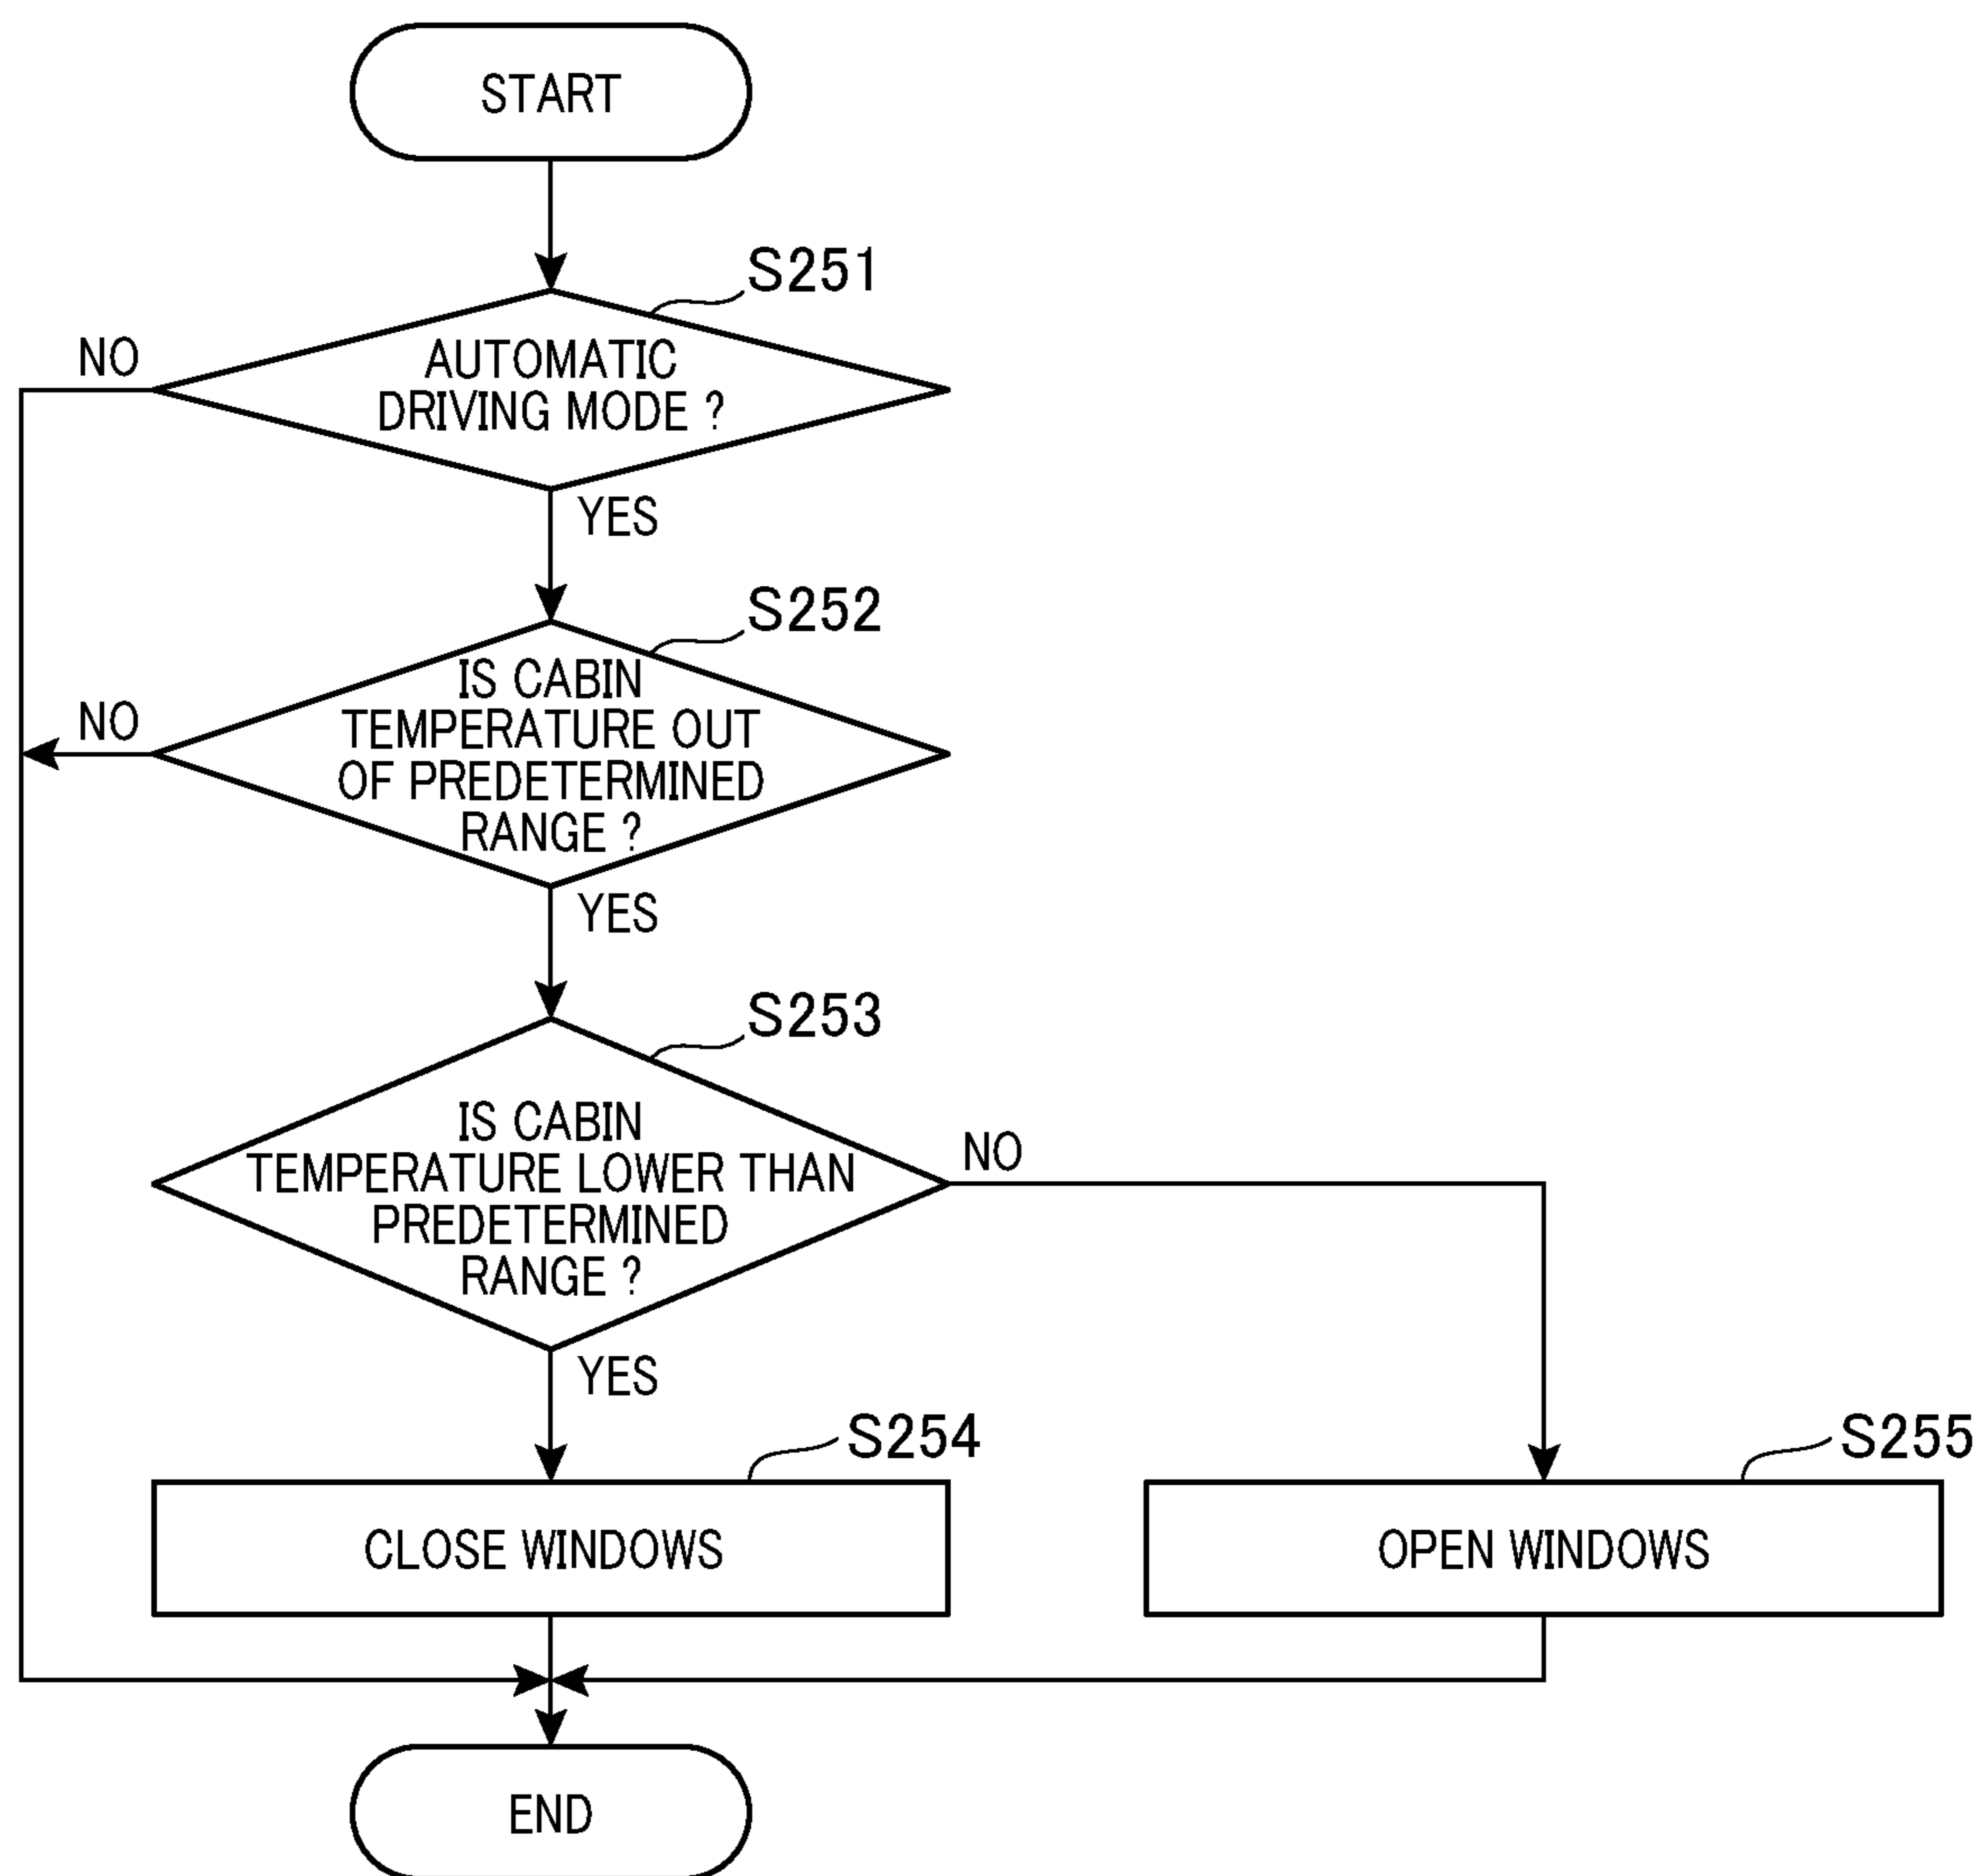 START
S251
NO
AUTOMATIC
DRIVING MODE ?
YES
S252
NO
IS CABIN
TEMPERATURE OUT
OF PREDETERMINED
RANGE ?
YES
S253
IS CABIN
TEMPERATURE LOWER THAN
PREDETERMINED
RANGE ?
NO
YES
S254
S255
CLOSE WINDOWS
OPEN WINDOWS
END